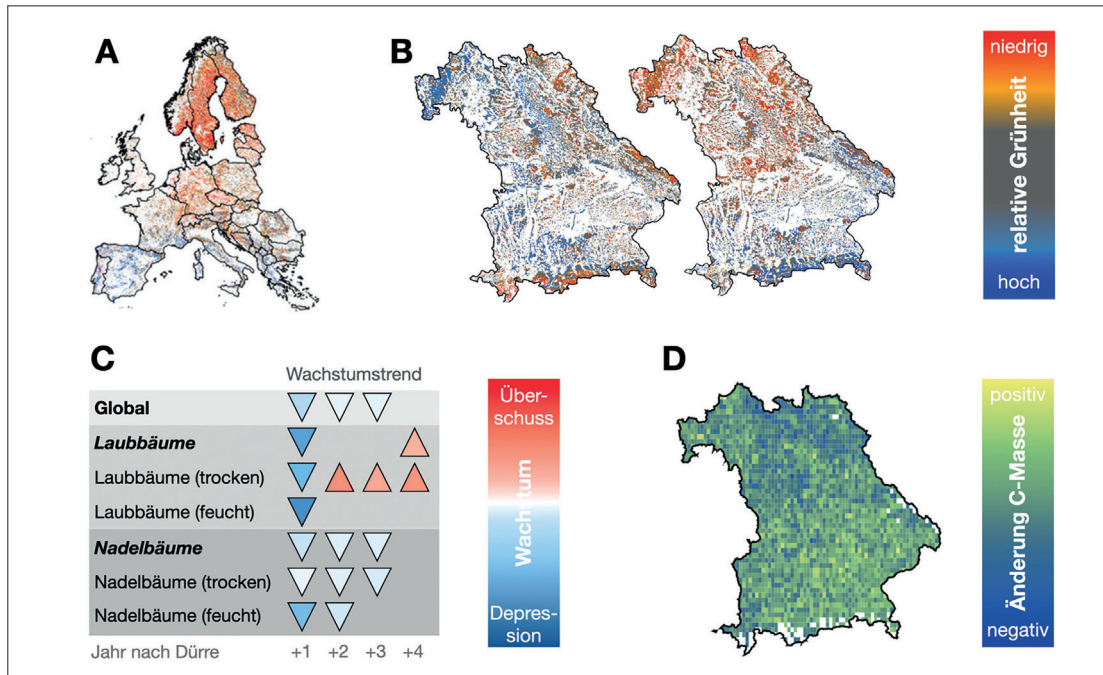 A
B
niedrig
relative Grünheit
hoch
C
Wachstumstrend
Global
Laubbäume
Laubbäume (trocken)
Laubbäume (feucht)
Nadelbäume
Nadelbäume (trocken)
Nadelbäume (feucht)
Jahr nach Dürre +1 +2 +3 +4
Über-
schuss
Wachstum
Depres-
sion
D
positiv
Änderung C-Masse
negativ